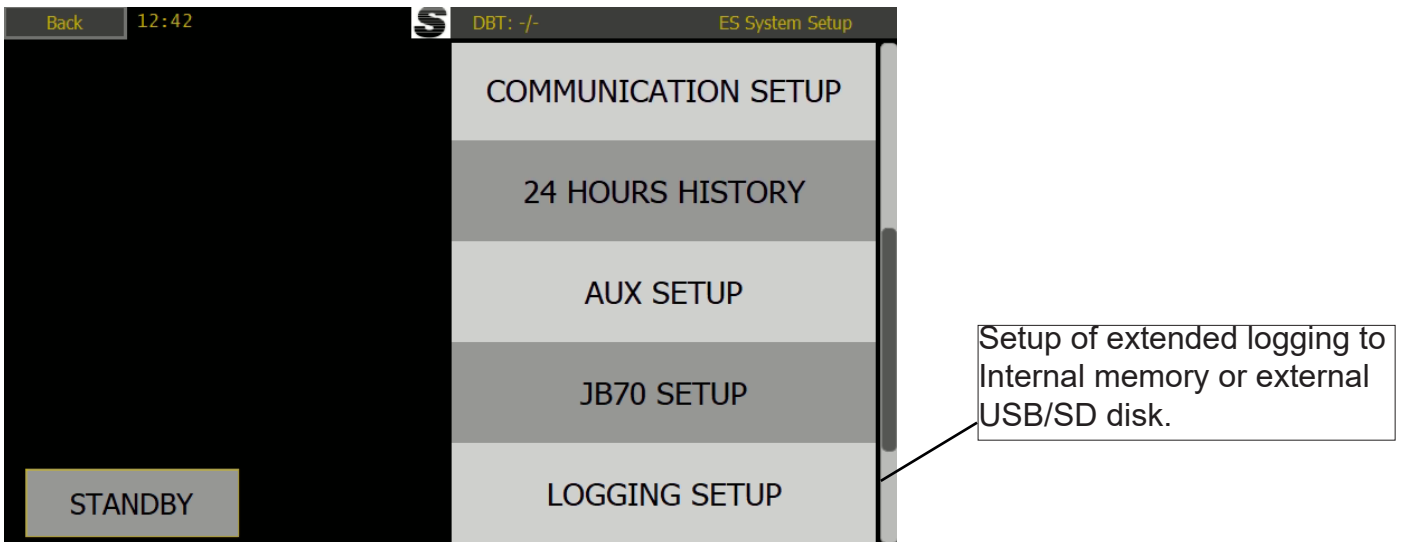 Back 12:42 S DBT: -/- ES System Setup
COMMUNICATION SETUP
24 HOURS HISTORY
AUX SETUP
JB70 SETUP
LOGGING SETUP
STANDBY
Setup of extended logging to
Internal memory or external
USB/SD disk.